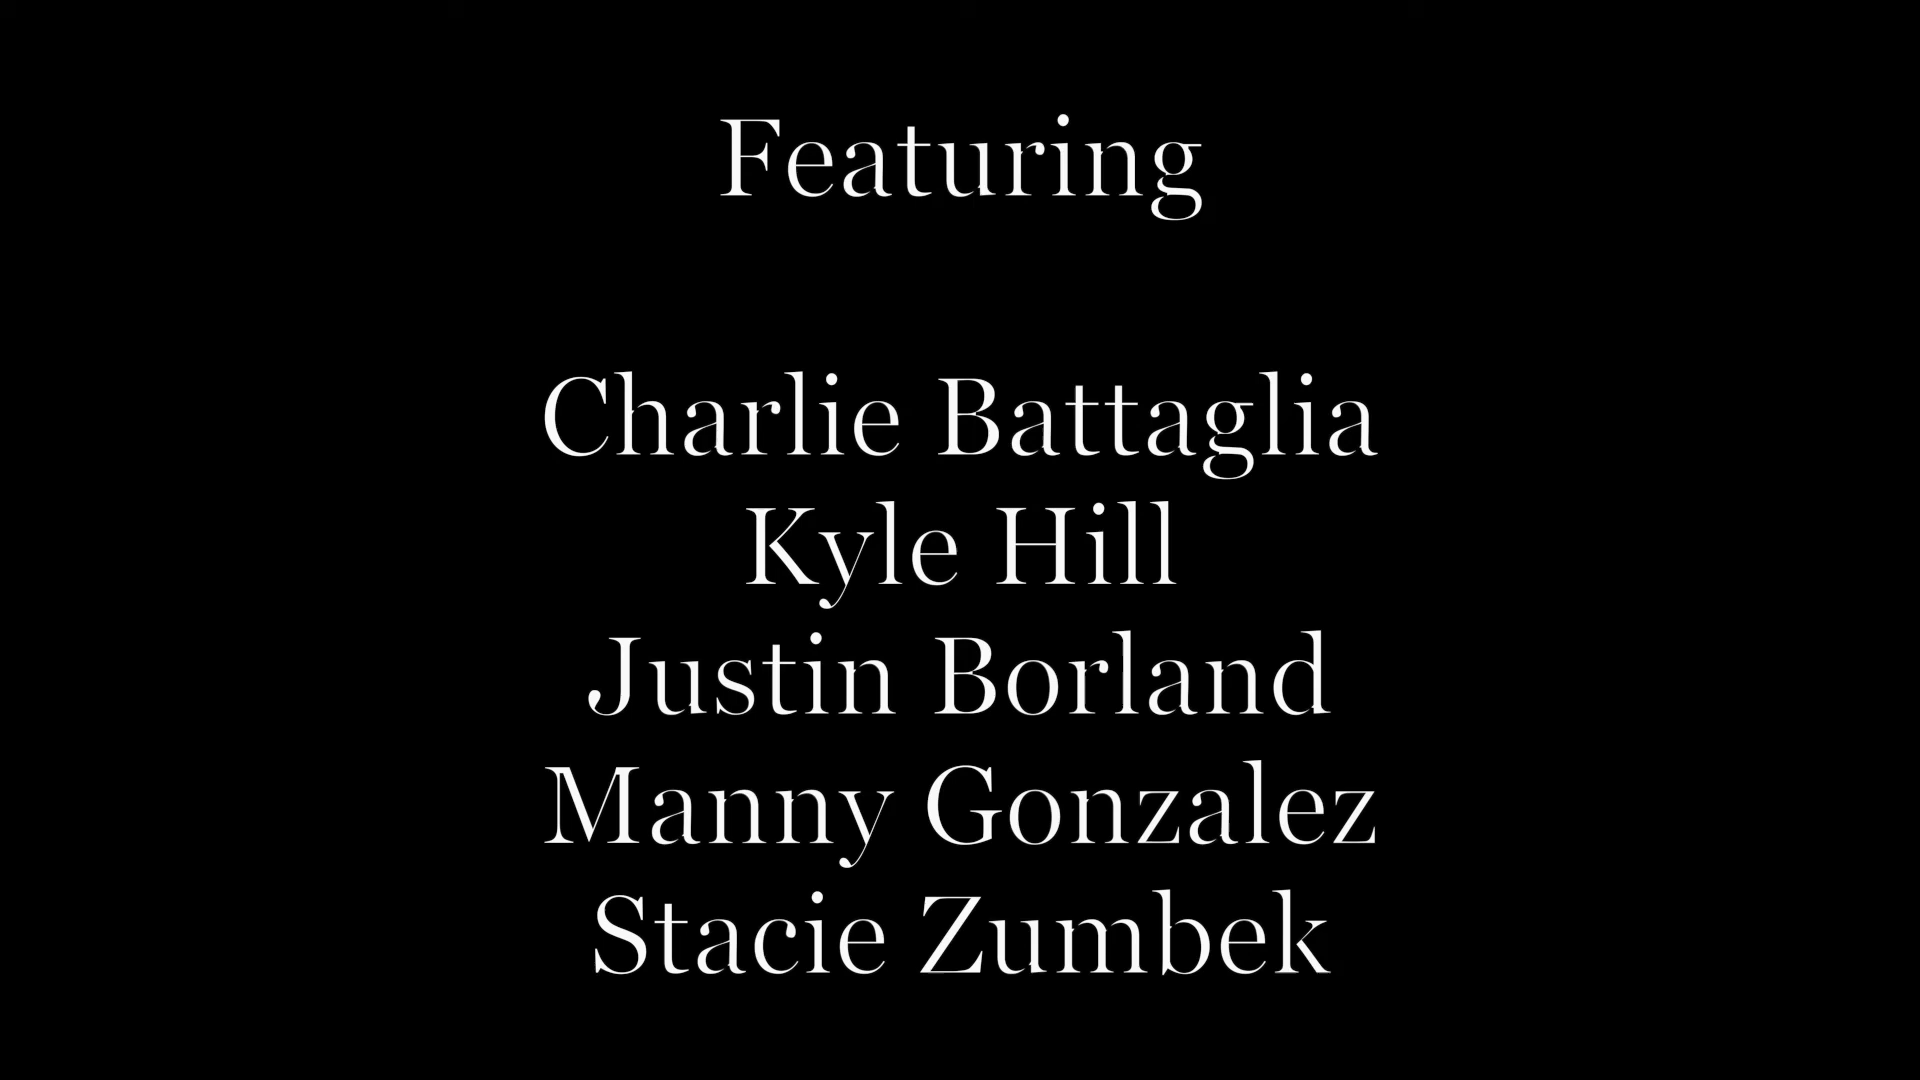 Featuring
Charlie Battaglia
Kyle Hill
Justin Borland
Manny Gonzalez
Stacie Zumbek